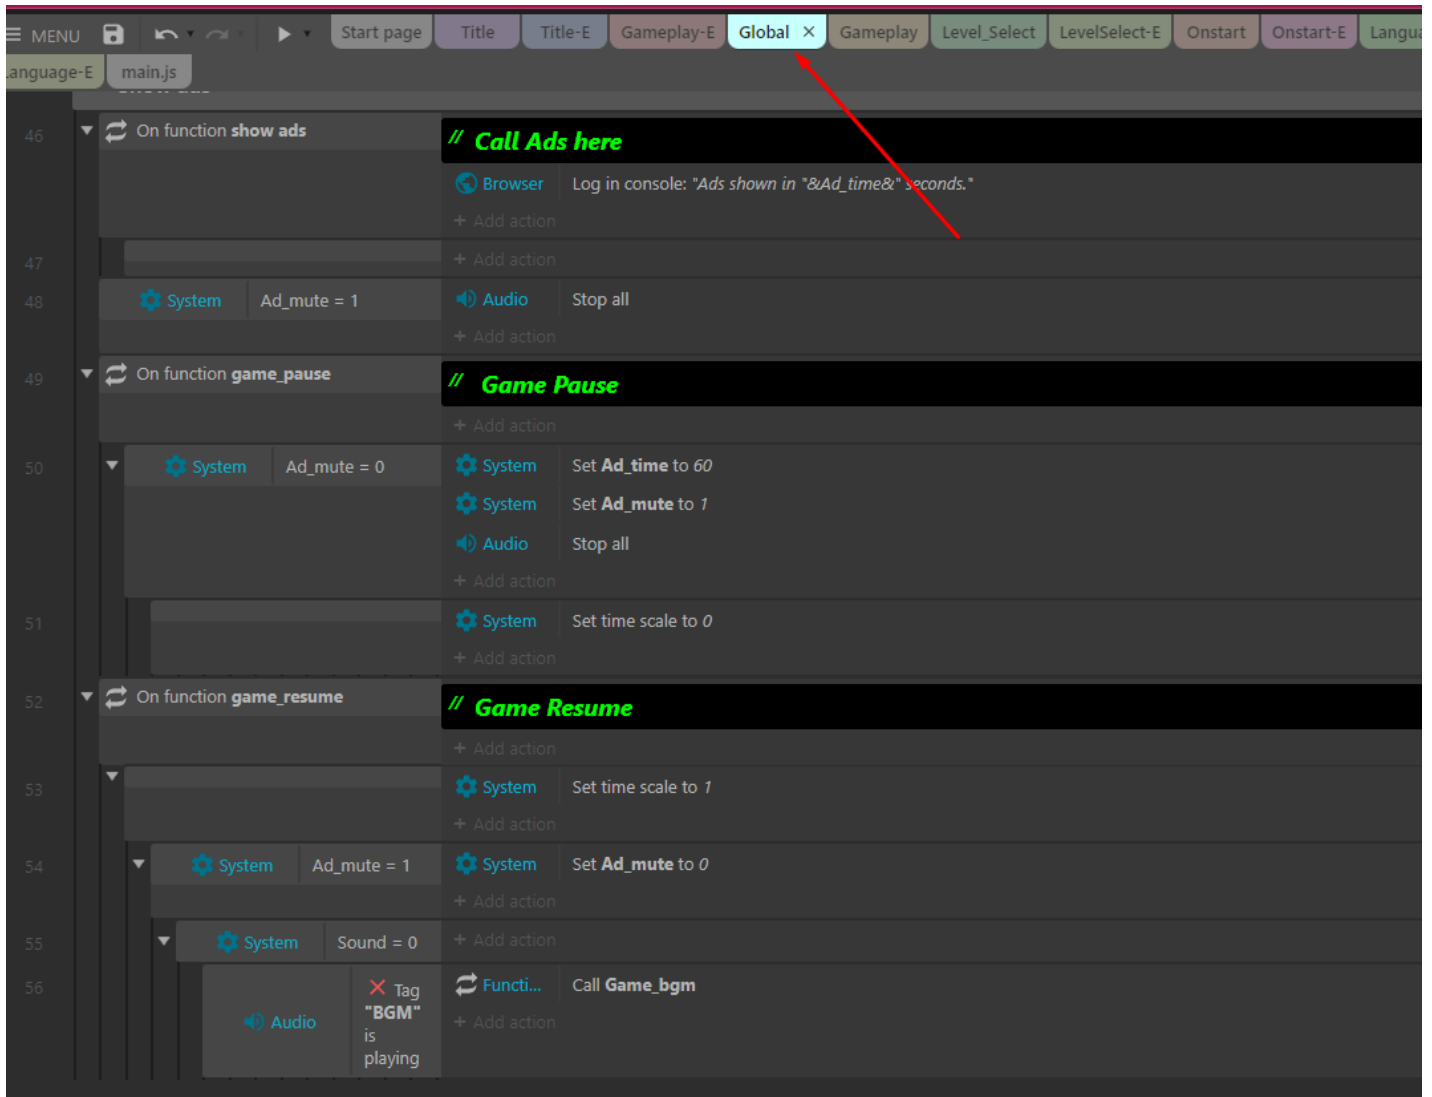 MENU
Start page
Title
Title-E
Gameplay-E
Global ×
Gameplay
Level_Select
LevelSelect-E
Onstart
Onstart-E
Langua
anguage-E
main.js
46
On function show ads
// Call Ads here
Browser Log in console: "Ads shown in "&Ad_time&" seconds."
+ Add action
47
+ Add action
48
System Ad_mute = 1
Audio Stop all
+ Add action
49
On function game_pause
// Game Pause
+ Add action
50
System Ad_mute = 0
System Set Ad_time to 60
System Set Ad_mute to 1
Audio Stop all
+ Add action
51
System Set time scale to 0
+ Add action
52
On function game_resume
// Game Resume
+ Add action
53
System Set time scale to 1
+ Add action
54
System Ad_mute = 1
System Set Ad_mute to 0
+ Add action
55
System Sound = 0
+ Add action
56
Audio
Tag
"BGM"
is
playing
Functi... Call Game_bgm
+ Add action